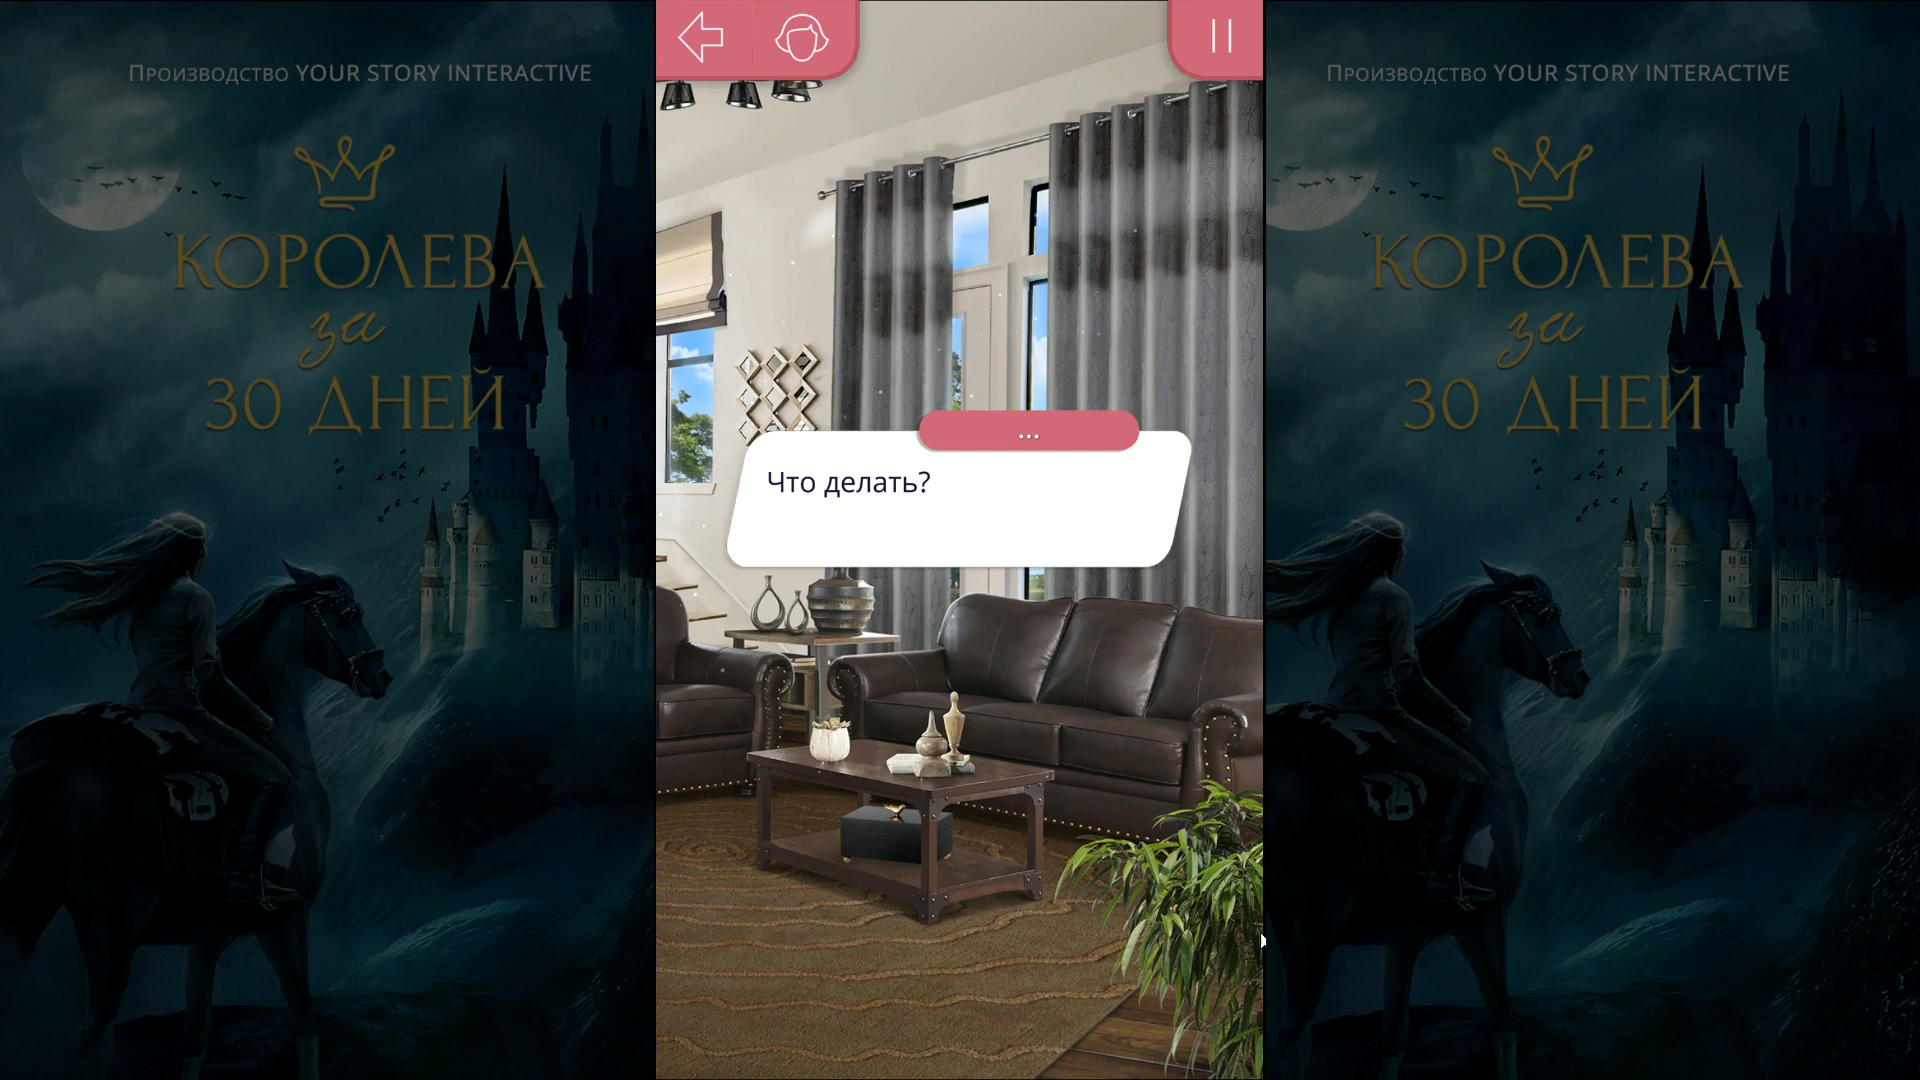 Производство YOUR STORY INTERACTIVE
КОРОЛЕВА
за
30 ДНЕЙ
...
Что делать?
Производство YOUR STORY INTERACTIVE
КОРОЛЕВА
за
30 ДНЕЙ